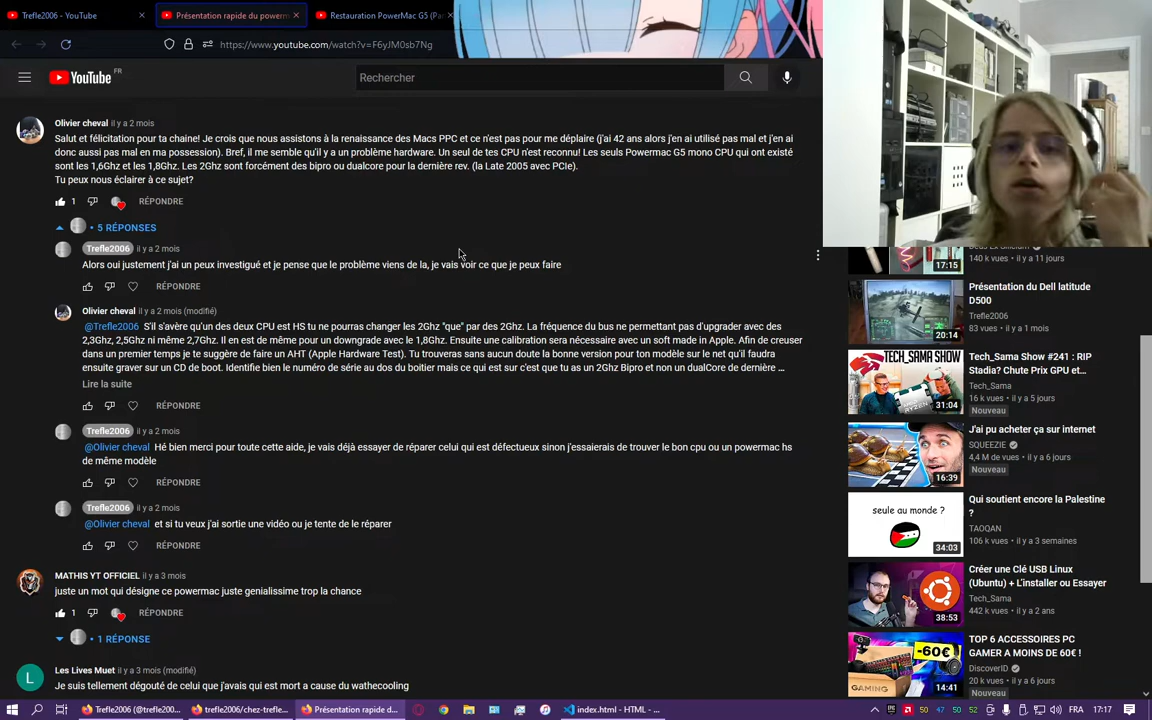 Trefle2006 - YouTube
Présentation rapide du powerm
Restauration PowerMac G5 (Par
https://www.youtube.com/watch?v=F6yJM0sb7Ng
YouTube FR
Rechercher
Olivier cheval il y a 2 mois
Salut et félicitation pour ta chaine! Je crois que nous assistons à la renaissance des Macs PPC et ce n'est pas pour me déplaire (j'ai 42 ans alors j'en ai utilisé pas mal et j'en ai
donc aussi pas mal en ma possession). Bref, il me semble qu'il y a un problème hardware. Un seul de tes CPU n'est reconnu! Les seuls Powermac G5 mono CPU qui ont existé
sont les 1,6Ghz et les 1,8Ghz. Les 2Ghz sont forcément des bipro ou dualcore pour la dernière rev. (la Late 2005 avec PCIe).
Tu peux nous éclairer à ce sujet?
1 RÉPONDRE
• 5 RÉPONSES
Trefle2006 il y a 2 mois
Alors oui justement j'ai un peux investigué et je pense que le problème viens de la, je vais voir ce que je peux faire
RÉPONDRE
Olivier cheval il y a 2 mois (modifié)
@Trefle2006 S'il s'avère qu'un des deux CPU est HS tu ne pourras changer les 2Ghz "que" par des 2Ghz. La fréquence du bus ne permettant pas d'upgrader avec des
2,3Ghz, 2,5Ghz ni même 2,7Ghz. Il en est de même pour un downgrade avec le 1,8Ghz. Ensuite une calibration sera nécessaire avec un soft made in Apple. Afin de creuser
dans un premier temps je te suggère de faire un AHT (Apple Hardware Test). Tu trouveras sans aucun doute la bonne version pour ton modèle sur le net qu'il faudra
ensuite graver sur un CD de boot. Identifie bien le numéro de série au dos du boitier mais ce qui est sur c'est que tu as un 2Ghz Bipro et non un dualCore de dernière ...
Lire la suite
RÉPONDRE
Trefle2006 il y a 2 mois
@Olivier cheval Hé bien merci pour toute cette aide, je vais déjà essayer de réparer celui qui est défectueux sinon j'essaierais de trouver le bon cpu ou un powermac hs
de même modèle
RÉPONDRE
Trefle2006 il y a 2 mois
@Olivier cheval et si tu veux j'ai sortie une vidéo ou je tente de le réparer
RÉPONDRE
MATHIS YT OFFICIEL il y a 3 mois
juste un mot qui désigne ce powermac juste genialissime trop la chance
1 RÉPONDRE
• 1 RÉPONSE
Les Lives Muet il y a 3 mois (modifié)
L
Je suis tellement dégouté de celui que j'avais qui est mort a cause du wathecooling
140 k vues • il y a 11 jours
17:15
Présentation du Dell latitude
D500
Trefle2006
83 vues • il y a 1 mois
20:14
Tech_Sama Show #241 : RIP
Stadia? Chute Prix GPU et...
Tech_Sama
16 k vues • il y a 5 jours
Nouveau
TECH_SAMA SHOW
31:04
J'ai pu acheter ça sur internet
SQUEEZIE
4,4 M de vues • il y a 6 jours
Nouveau
16:39
Qui soutient encore la Palestine
?
TAOQAN
106 k vues • il y a 3 semaines
seule au monde ?
34:03
Créer une Clé USB Linux
(Ubuntu) + L'installer ou Essayer
Tech_Sama
442 k vues • il y a 2 ans
38:53
TOP 6 ACCESSOIRES PC
GAMER A MOINS DE 60€ !
DiscoverID
20 k vues • il y a 6 jours
Nouveau
-60€
GAMING
14:41
Trefle2006 (@trefle200...
trefle2006/chez-trefle...
Présentation rapide d...
index.html - HTML - ...
50 47 50 52
FRA
17:17